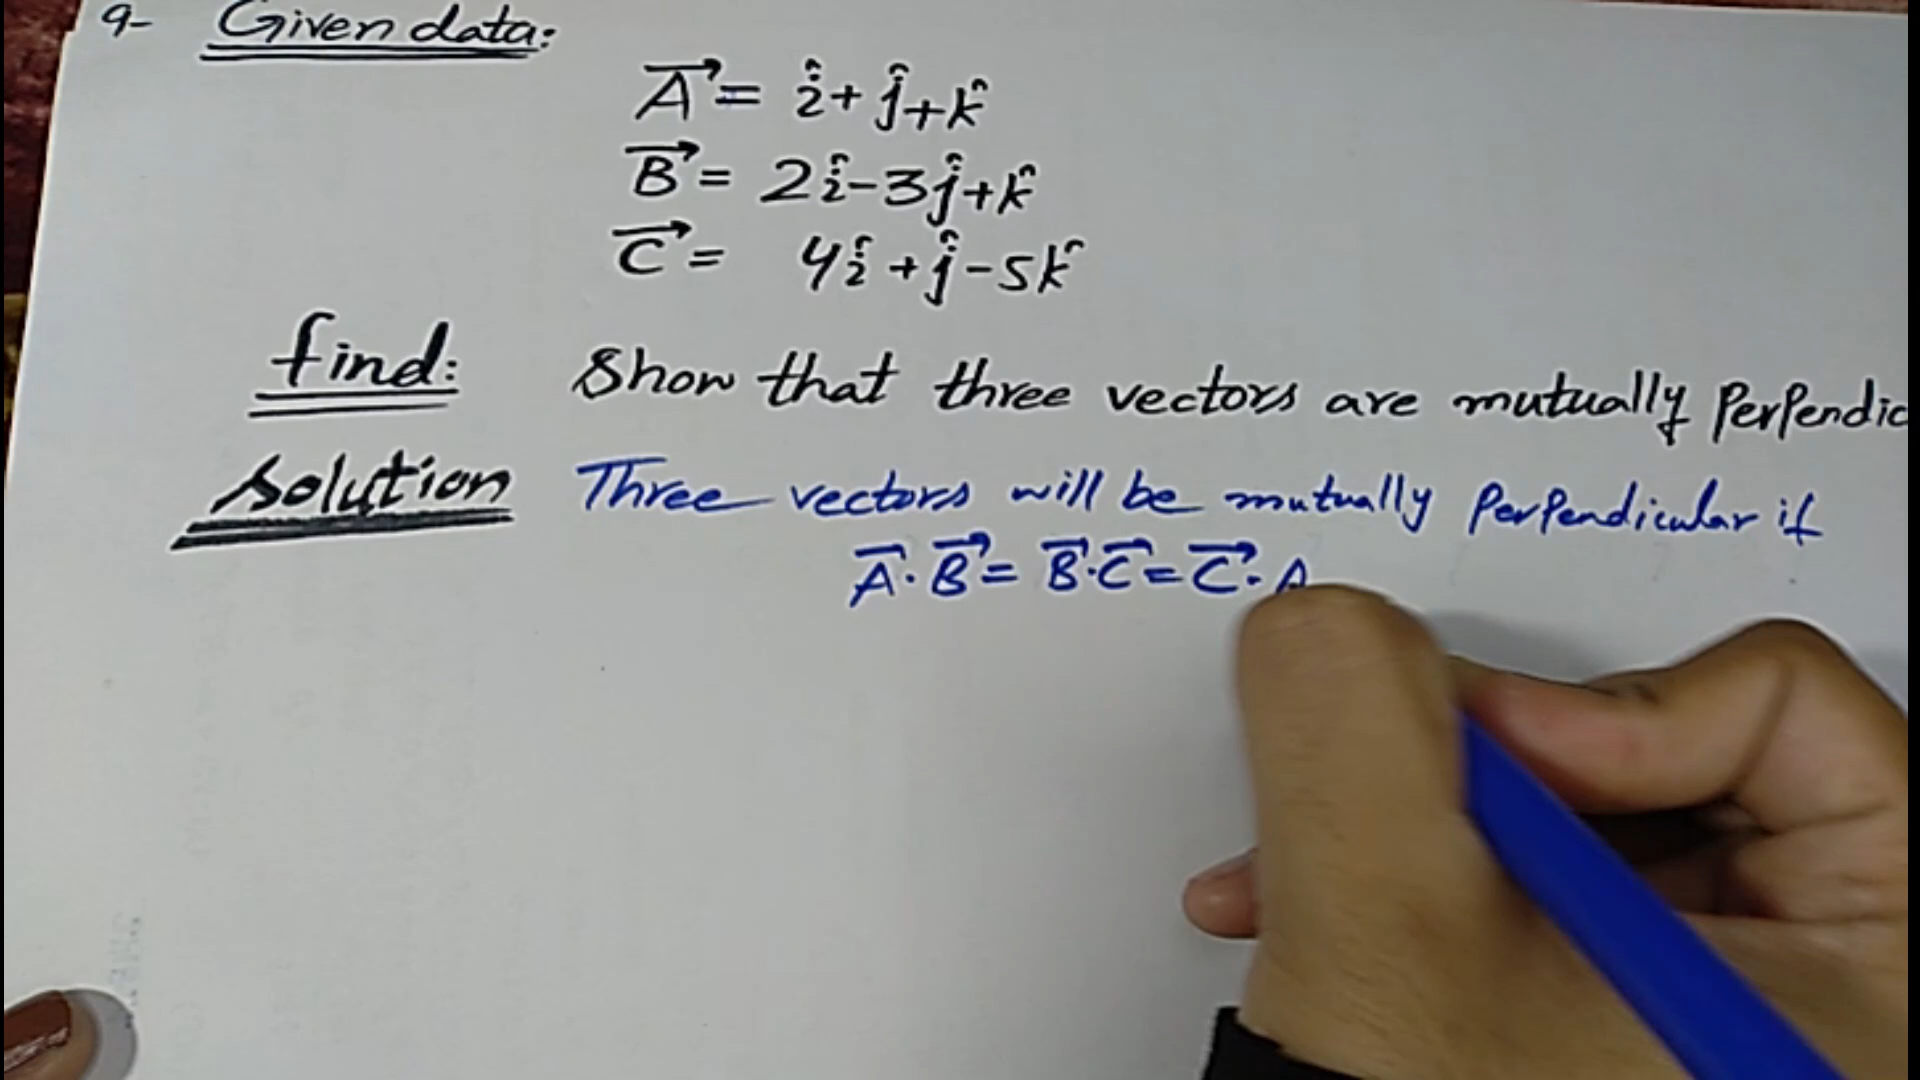 9- Given data:
A⃗ = î + ĵ + k̂
B⃗ = 2î - 3ĵ + k̂
C⃗ = 4î + ĵ - 5k̂
find: Show that three vectors are mutually Perpendic
Solution Three vectors will be mutually Perpendicular if
A⃗ · B⃗ = B⃗ · C⃗ = C⃗ · A